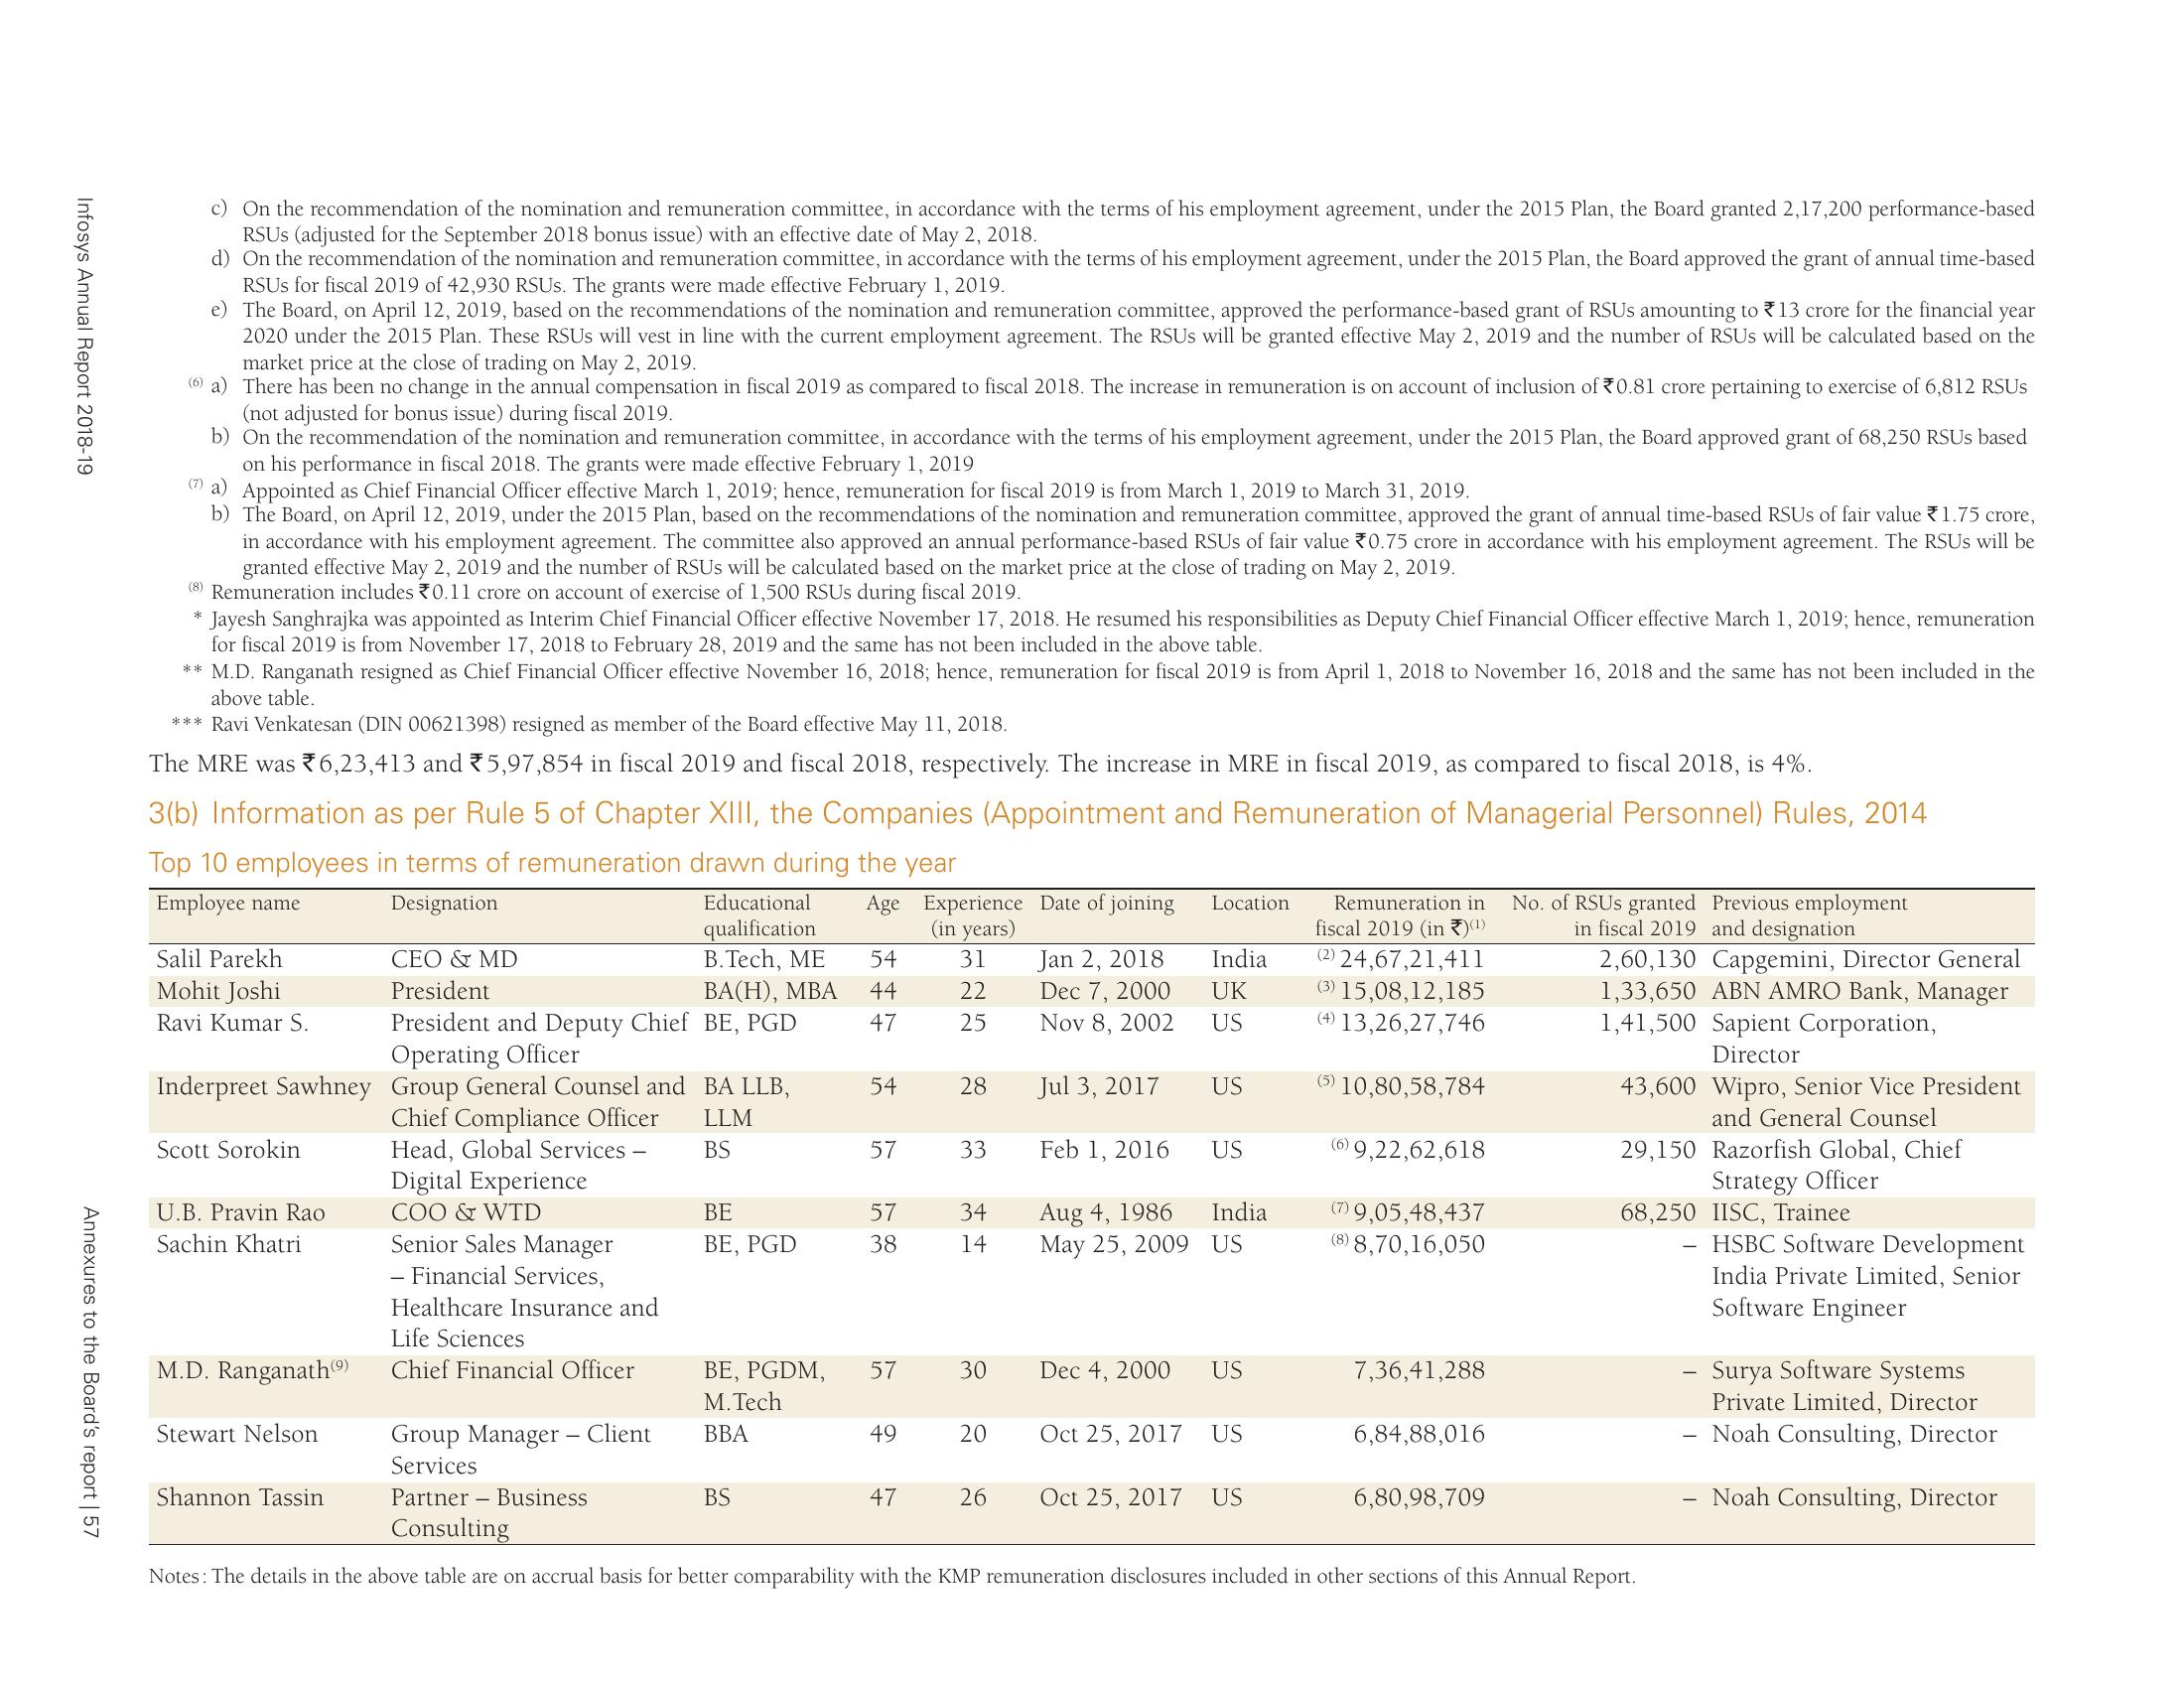 Infosys Annual Report 2018-19
c) On the recommendation of the nomination and remuneration committee, in accordance with the terms of his employment agreement, under the 2015 Plan, the Board granted 2,17,200 performance-based
RSUs (adjusted for the September 2018 bonus issue) with an effective date of May 2, 2018.
d) On the recommendation of the nomination and remuneration committee, in accordance with the terms of his employment agreement, under the 2015 Plan, the Board approved the grant of annual time-based
RSUs for fiscal 2019 of 42,930 RSUs. The grants were made effective February 1, 2019.
e) The Board, on April 12, 2019, based on the recommendations of the nomination and remuneration committee, approved the performance-based grant of RSUs amounting to ₹13 crore for the financial year
2020 under the 2015 Plan. These RSUs will vest in line with the current employment agreement. The RSUs will be granted effective May 2, 2019 and the number of RSUs will be calculated based on the
market price at the close of trading on May 2, 2019.
(6) a) There has been no change in the annual compensation in fiscal 2019 as compared to fiscal 2018. The increase in remuneration is on account of inclusion of ₹0.81 crore pertaining to exercise of 6,812 RSUs
(not adjusted for bonus issue) during fiscal 2019.
b) On the recommendation of the nomination and remuneration committee, in accordance with the terms of his employment agreement, under the 2015 Plan, the Board approved grant of 68,250 RSUs based
on his performance in fiscal 2018. The grants were made effective February 1, 2019
(7) a) Appointed as Chief Financial Officer effective March 1, 2019; hence, remuneration for fiscal 2019 is from March 1, 2019 to March 31, 2019.
b) The Board, on April 12, 2019, under the 2015 Plan, based on the recommendations of the nomination and remuneration committee, approved the grant of annual time-based RSUs of fair value ₹1.75 crore,
in accordance with his employment agreement. The committee also approved an annual performance-based RSUs of fair value ₹0.75 crore in accordance with his employment agreement. The RSUs will be
granted effective May 2, 2019 and the number of RSUs will be calculated based on the market price at the close of trading on May 2, 2019.
(8) Remuneration includes ₹0.11 crore on account of exercise of 1,500 RSUs during fiscal 2019.
* Jayesh Sanghrajka was appointed as Interim Chief Financial Officer effective November 17, 2018. He resumed his responsibilities as Deputy Chief Financial Officer effective March 1, 2019; hence, remuneration
for fiscal 2019 is from November 17, 2018 to February 28, 2019 and the same has not been included in the above table.
** M.D. Ranganath resigned as Chief Financial Officer effective November 16, 2018; hence, remuneration for fiscal 2019 is from April 1, 2018 to November 16, 2018 and the same has not been included in the
above table.
*** Ravi Venkatesan (DIN 00621398) resigned as member of the Board effective May 11, 2018.
The MRE was ₹6,23,413 and ₹5,97,854 in fiscal 2019 and fiscal 2018, respectively. The increase in MRE in fiscal 2019, as compared to fiscal 2018, is 4%.
3(b) Information as per Rule 5 of Chapter XIII, the Companies (Appointment and Remuneration of Managerial Personnel) Rules, 2014
Top 10 employees in terms of remuneration drawn during the year
Employee name Designation Educational Age Experience Date of joining Location Remuneration in No. of RSUs granted Previous employment
qualification (in years) fiscal 2019 (in ₹)(1) in fiscal 2019 and designation
Salil Parekh CEO & MD B.Tech, ME 54 31 Jan 2, 2018 India (2) 24,67,21,411 2,60,130 Capgemini, Director General
Mohit Joshi President BA(H), MBA 44 22 Dec 7, 2000 UK (3) 15,08,12,185 1,33,650 ABN AMRO Bank, Manager
Ravi Kumar S. President and Deputy Chief BE, PGD 47 25 Nov 8, 2002 US (4) 13,26,27,746 1,41,500 Sapient Corporation,
Operating Officer Director
Inderpreet Sawhney Group General Counsel and BA LLB, 54 28 Jul 3, 2017 US (5) 10,80,58,784 43,600 Wipro, Senior Vice President
Chief Compliance Officer LLM and General Counsel
Scott Sorokin Head, Global Services – BS 57 33 Feb 1, 2016 US (6) 9,22,62,618 29,150 Razorfish Global, Chief
Digital Experience Strategy Officer
U.B. Pravin Rao COO & WTD BE 57 34 Aug 4, 1986 India (7) 9,05,48,437 68,250 IISC, Trainee
Sachin Khatri Senior Sales Manager BE, PGD 38 14 May 25, 2009 US (8) 8,70,16,050 – HSBC Software Development
– Financial Services, India Private Limited, Senior
Healthcare Insurance and Software Engineer
Life Sciences
M.D. Ranganath(9) Chief Financial Officer BE, PGDM, 57 30 Dec 4, 2000 US 7,36,41,288 – Surya Software Systems
M.Tech Private Limited, Director
Stewart Nelson Group Manager – Client BBA 49 20 Oct 25, 2017 US 6,84,88,016 – Noah Consulting, Director
Services
Shannon Tassin Partner – Business BS 47 26 Oct 25, 2017 US 6,80,98,709 – Noah Consulting, Director
Consulting
Notes: The details in the above table are on accrual basis for better comparability with the KMP remuneration disclosures included in other sections of this Annual Report.
Annexures to the Board's report | 57